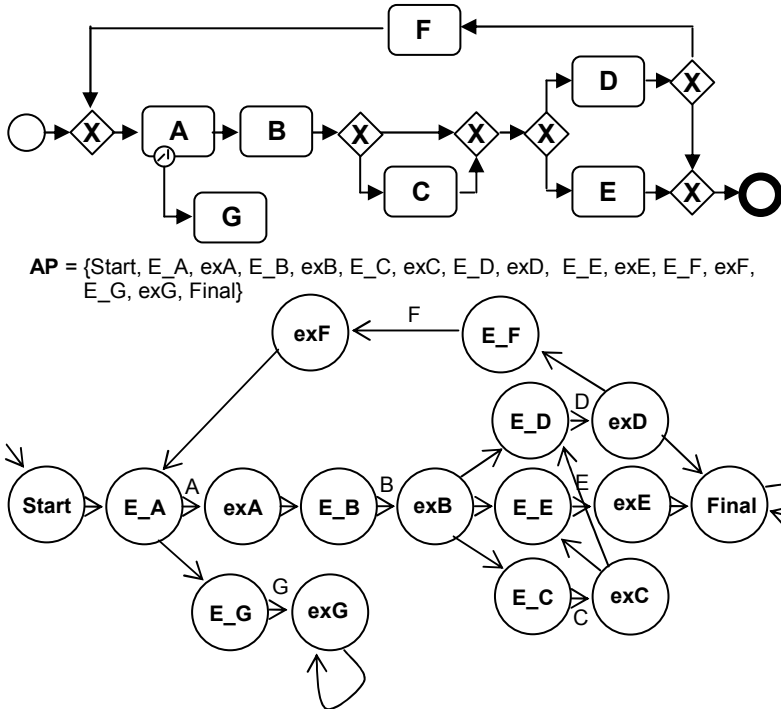 F
D
X
X
X
A
B
X
X
X
C
E
X
G
AP = {Start, E_A, exA, E_B, exB, E_C, exC, E_D, exD, E_E, exE, E_F, exF,
E_G, exG, Final}
exF
F
E_F
E_D
D
exD
Start
E_A
A
exA
E_B
B
exB
E_E
E
exE
Final
E_G
G
exG
E_C
C
exC